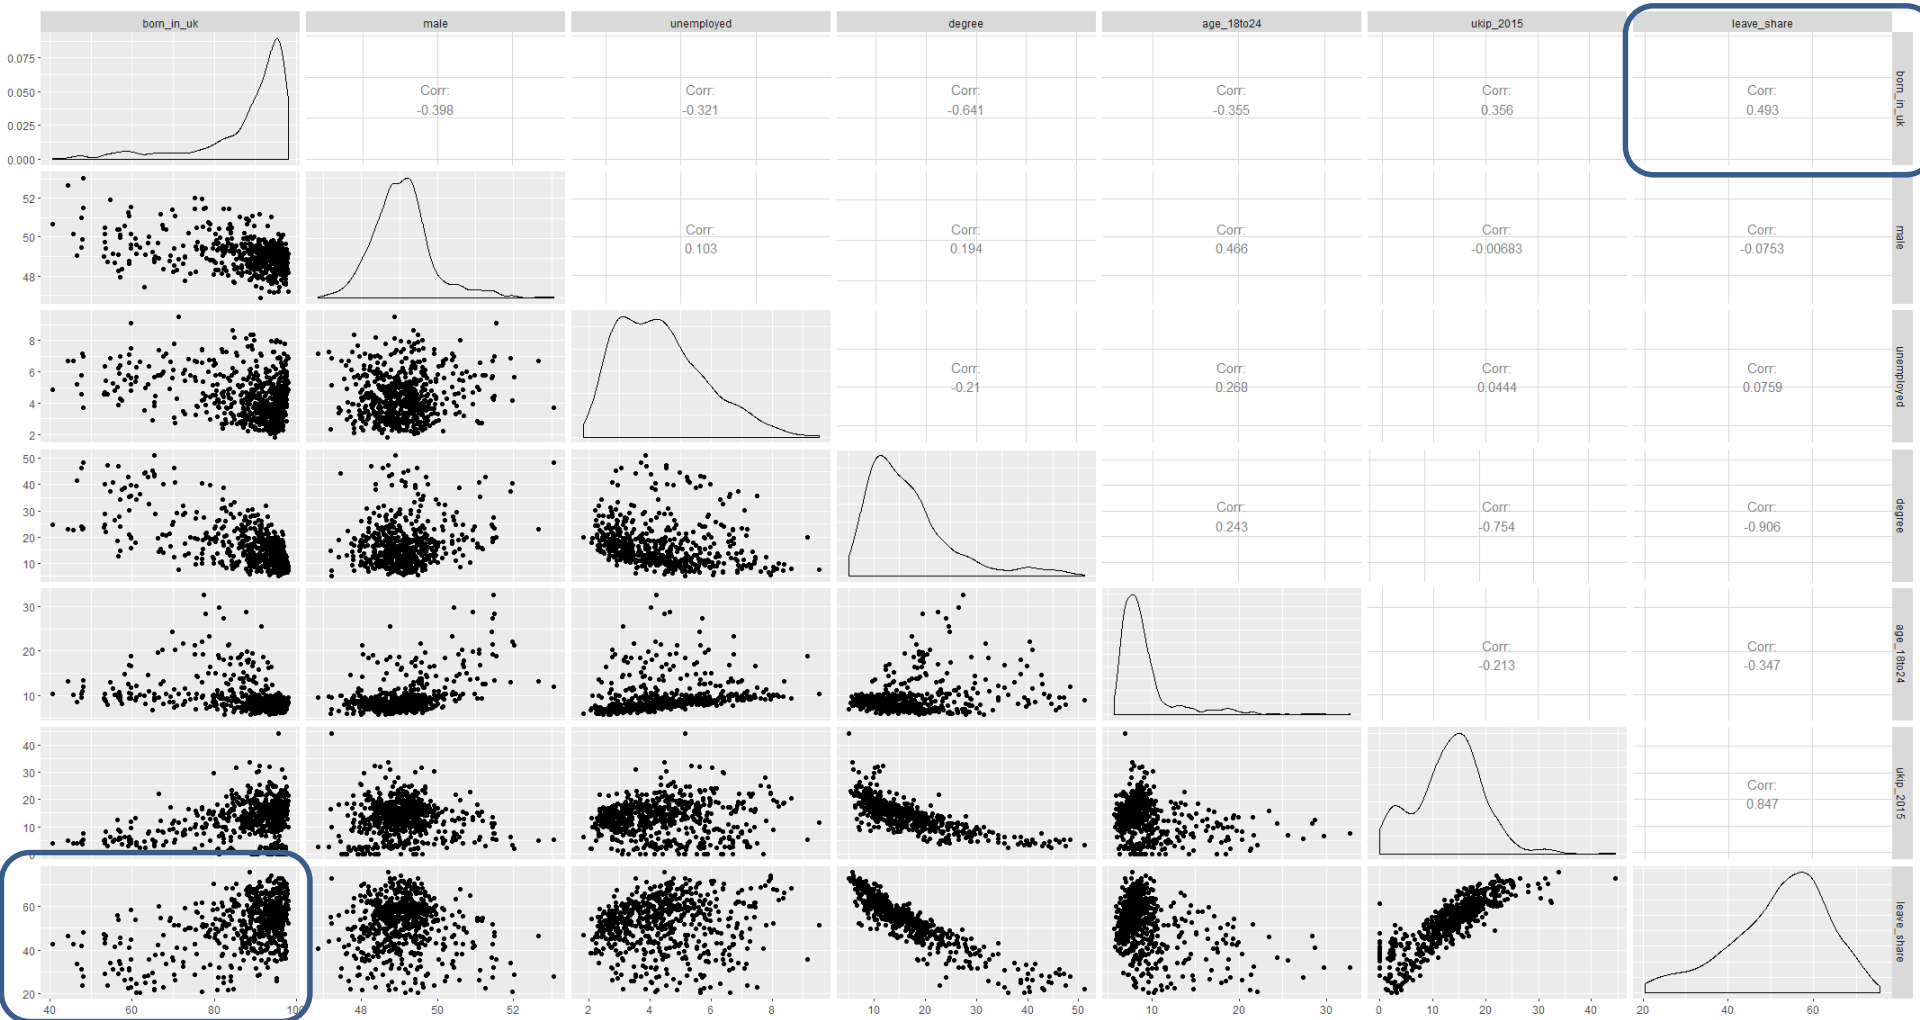 born_in_uk male unemployed degree age_18to24 ukip_2015 leave_share
0.075
0.050
0.025
0.000
Corr:
-0.398
Corr:
-0.321
Corr:
-0.641
Corr:
-0.355
Corr:
0.356
Corr:
0.493
born_in_uk
52
50
48
Corr:
0.103
Corr:
0.194
Corr:
0.466
Corr:
-0.00683
Corr:
-0.0753
male
8
6
4
2
Corr:
-0.21
Corr:
0.268
Corr:
0.0444
Corr:
0.0759
unemployed
50
40
30
20
10
Corr:
0.243
Corr:
-0.754
Corr:
-0.906
degree
30
20
10
Corr:
-0.213
Corr:
-0.347
age_18to24
40
30
20
10
0
Corr:
0.847
ukip_2015
60
40
20
leave_share
40 60 80 100 48 50 52 2 4 6 8 10 20 30 40 50 10 20 30 0 10 20 30 40 20 40 60